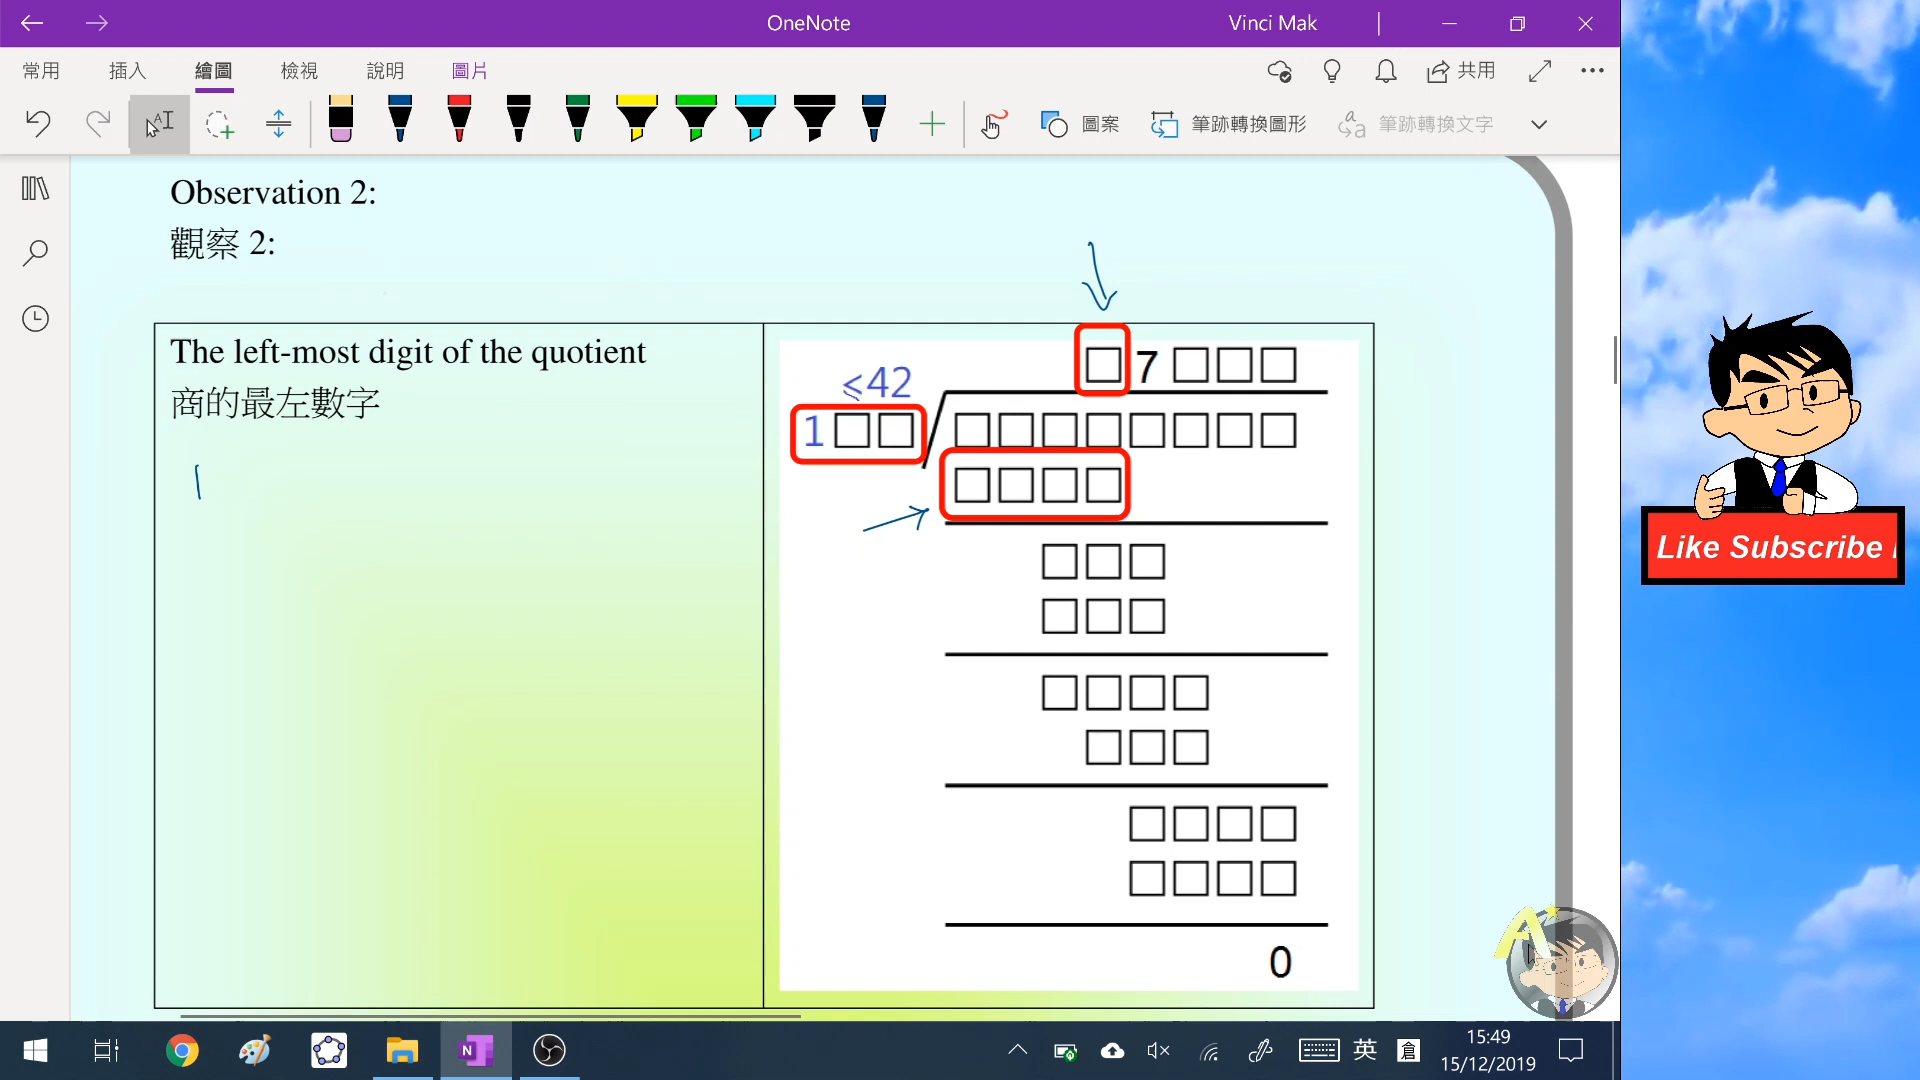 OneNote
Vinci Mak
常用 插入 繪圖 檢視 說明 圖片
共用
圖案 筆跡轉換圖形 筆跡轉換文字
Observation 2:
觀察 2:
The left-most digit of the quotient
商的最左數字
1
□7□□□
⩽42
1□□
□□□□□□□□
□□□□
□□□
□□□
□□□□
□□□
□□□□
□□□□
0
Like Subscribe
A
英 倉
15:49
15/12/2019